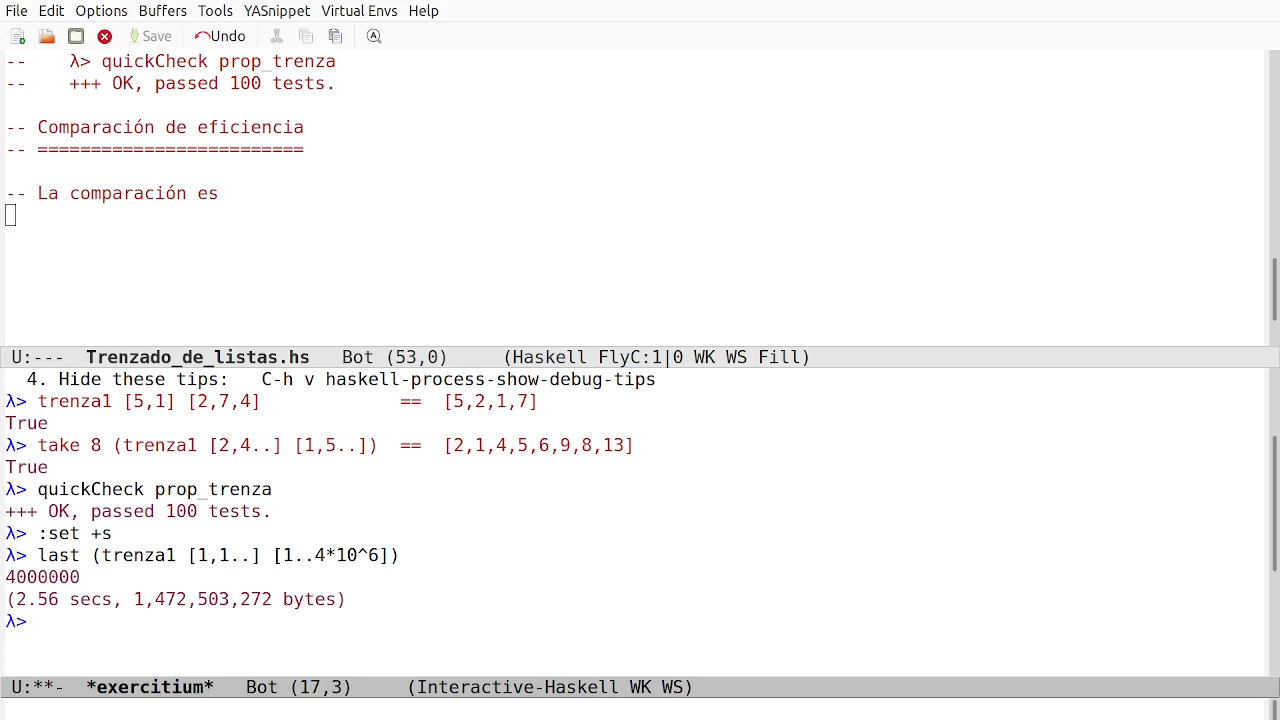 File Edit Options Buffers Tools YASnippet Virtual Envs Help
Save Undo
--    λ> quickCheck prop_trenza
--    +++ OK, passed 100 tests.
-- Comparación de eficiencia
-- =========================
-- La comparación es
U:---  Trenzado_de_listas.hs   Bot (53,0)     (Haskell FlyC:1|0 WK WS Fill)
  4. Hide these tips:   C-h v haskell-process-show-debug-tips
λ> trenza1 [5,1] [2,7,4]             ==  [5,2,1,7]
True
λ> take 8 (trenza1 [2,4..] [1,5..])  ==  [2,1,4,5,6,9,8,13]
True
λ> quickCheck prop_trenza
+++ OK, passed 100 tests.
λ> :set +s
λ> last (trenza1 [1,1..] [1..4*10^6])
4000000
(2.56 secs, 1,472,503,272 bytes)
λ>
U:**-  *exercitium*   Bot (17,3)     (Interactive-Haskell WK WS)